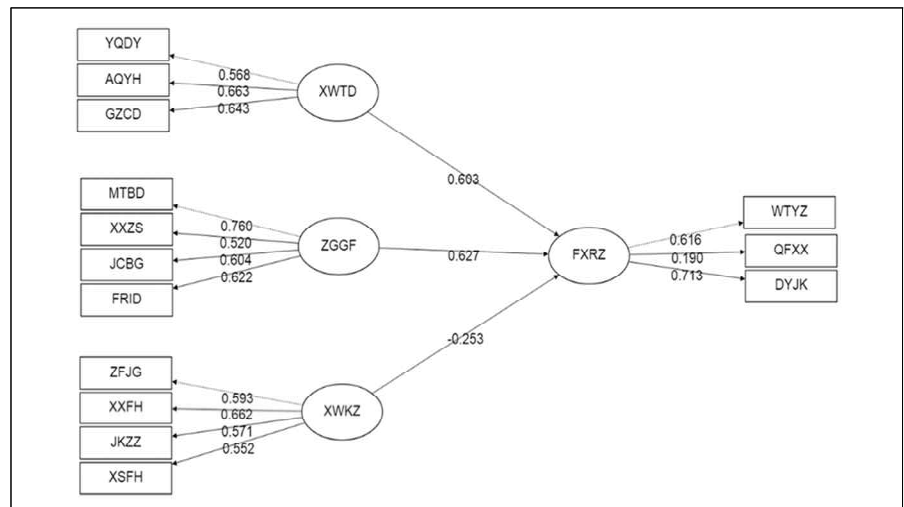 YQDY
AQYH
GZCD
0.568
0.663
0.643
XWTD
0.603
MTBD
XXZS
JCBG
FRID
0.760
0.520
0.604
0.622
ZGGF
0.627
FXRZ
0.616
0.190
0.713
WTYZ
QFXX
DYJK
-0.253
ZFJG
XXFH
JKZZ
XSFH
0.593
0.662
0.571
0.552
XWKZ